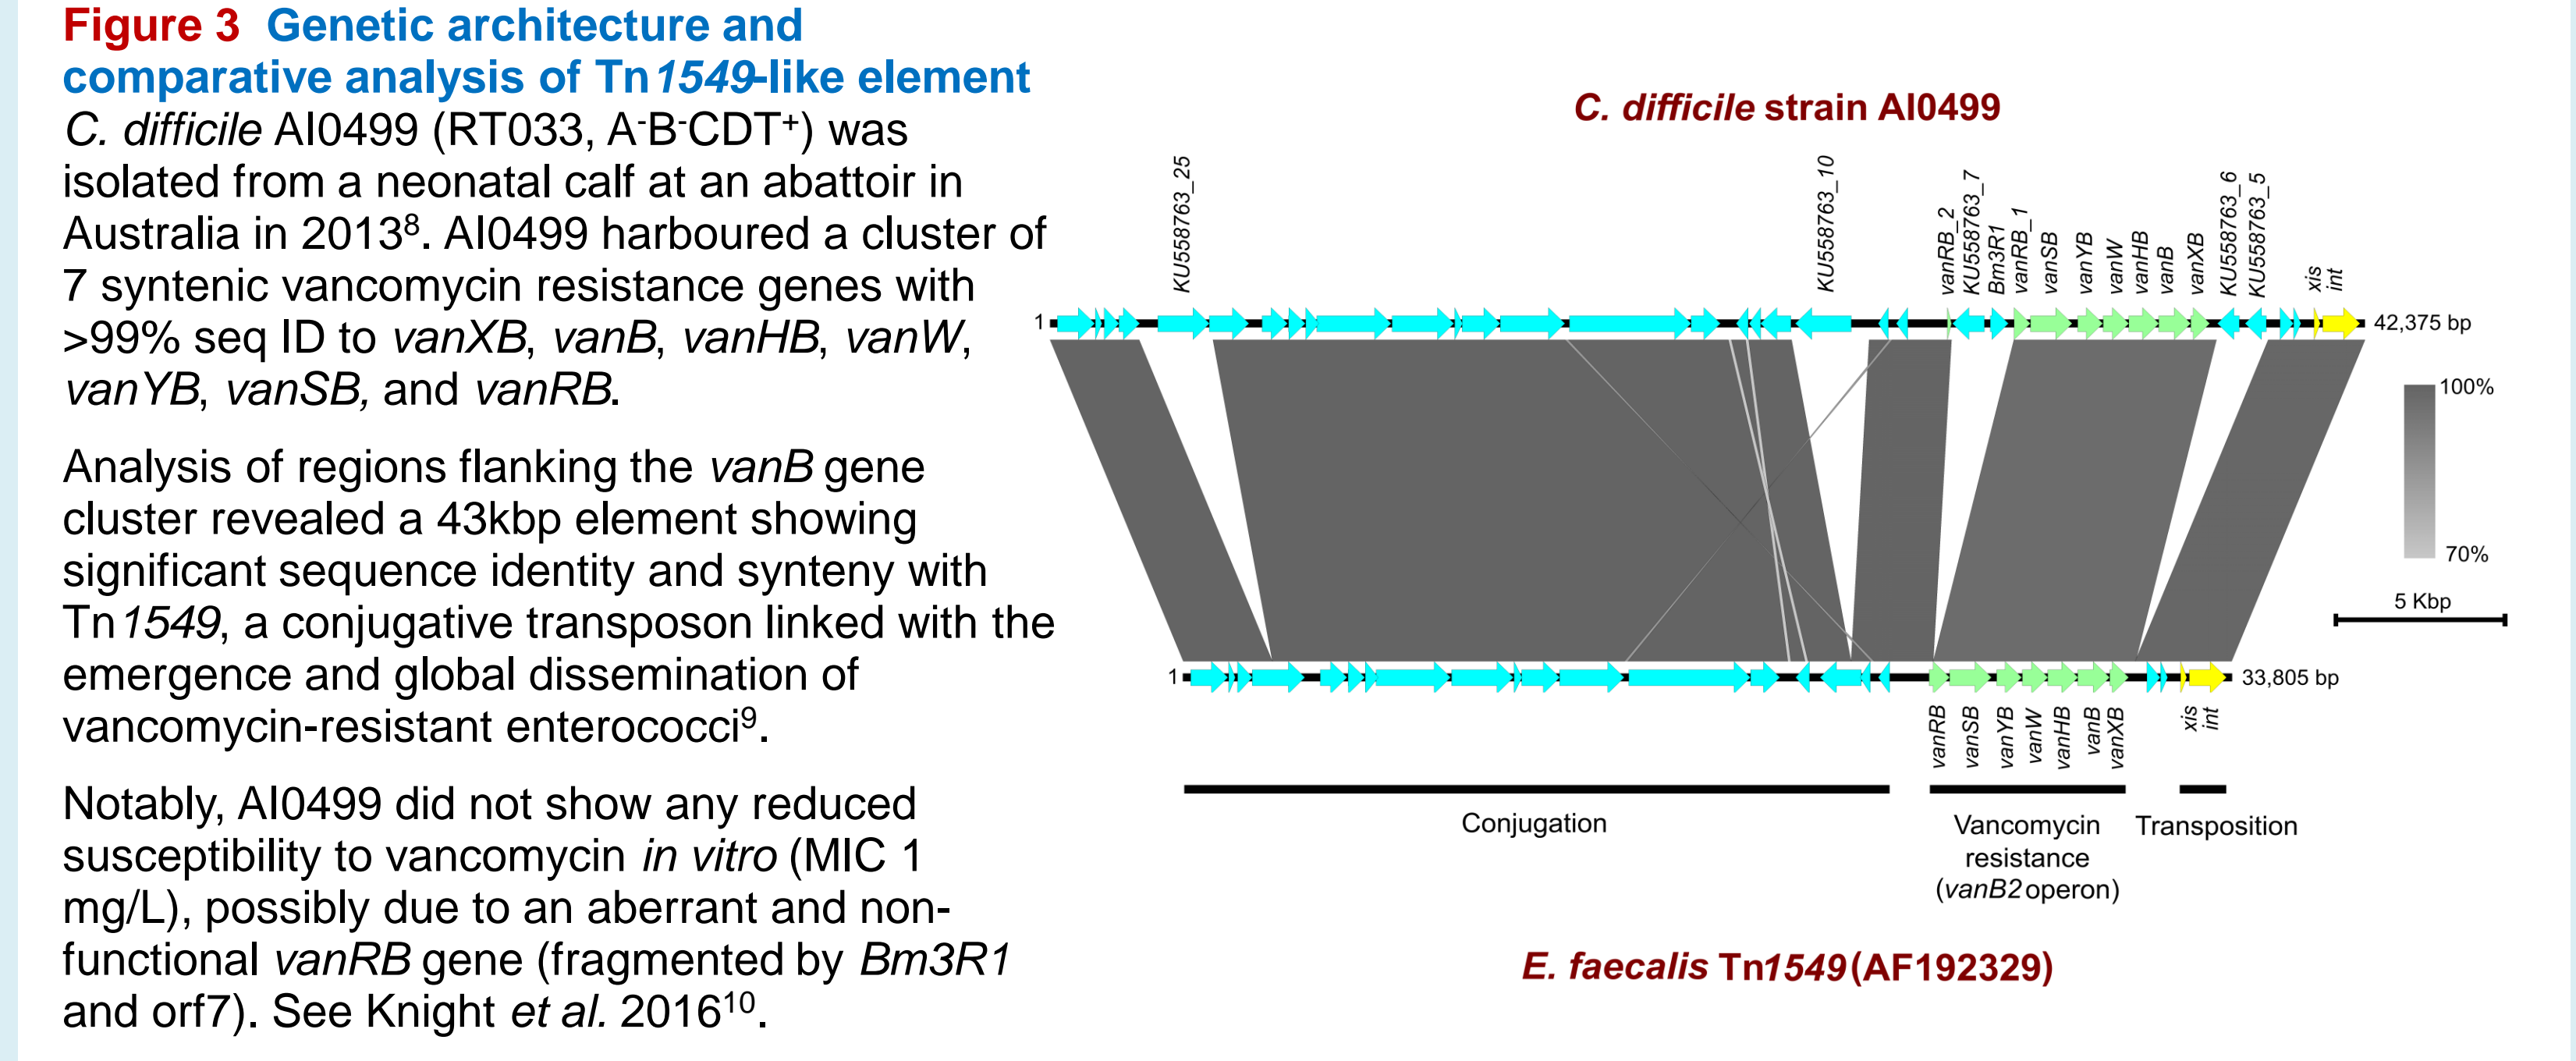 Figure 3 Genetic architecture and
comparative analysis of Tn1549-like element
C. difficile AI0499 (RT033, A⁻B⁻CDT⁺) was
isolated from a neonatal calf at an abattoir in
Australia in 2013⁸. AI0499 harboured a cluster of
7 syntenic vancomycin resistance genes with
>99% seq ID to vanXB, vanB, vanHB, vanW,
vanYB, vanSB, and vanRB.
Analysis of regions flanking the vanB gene
cluster revealed a 43kbp element showing
significant sequence identity and synteny with
Tn1549, a conjugative transposon linked with the
emergence and global dissemination of
vancomycin-resistant enterococci⁹.
Notably, AI0499 did not show any reduced
susceptibility to vancomycin in vitro (MIC 1
mg/L), possibly due to an aberrant and non-
functional vanRB gene (fragmented by Bm3R1
and orf7). See Knight et al. 2016¹⁰.
C. difficile strain AI0499
KU558763_25
KU558763_10
vanRB_2
KU558763_7
Bm3R1
vanRB_1
vanSB
vanYB
vanW
vanHB
vanB
vanXB
KU558763_6
KU558763_5
xis
int
1
42,375 bp
100%
70%
5 Kbp
1
33,805 bp
vanRB
vanSB
vanYB
vanW
vanHB
vanB
vanXB
xis
int
Conjugation
Vancomycin
resistance
(vanB2 operon)
Transposition
E. faecalis Tn1549 (AF192329)